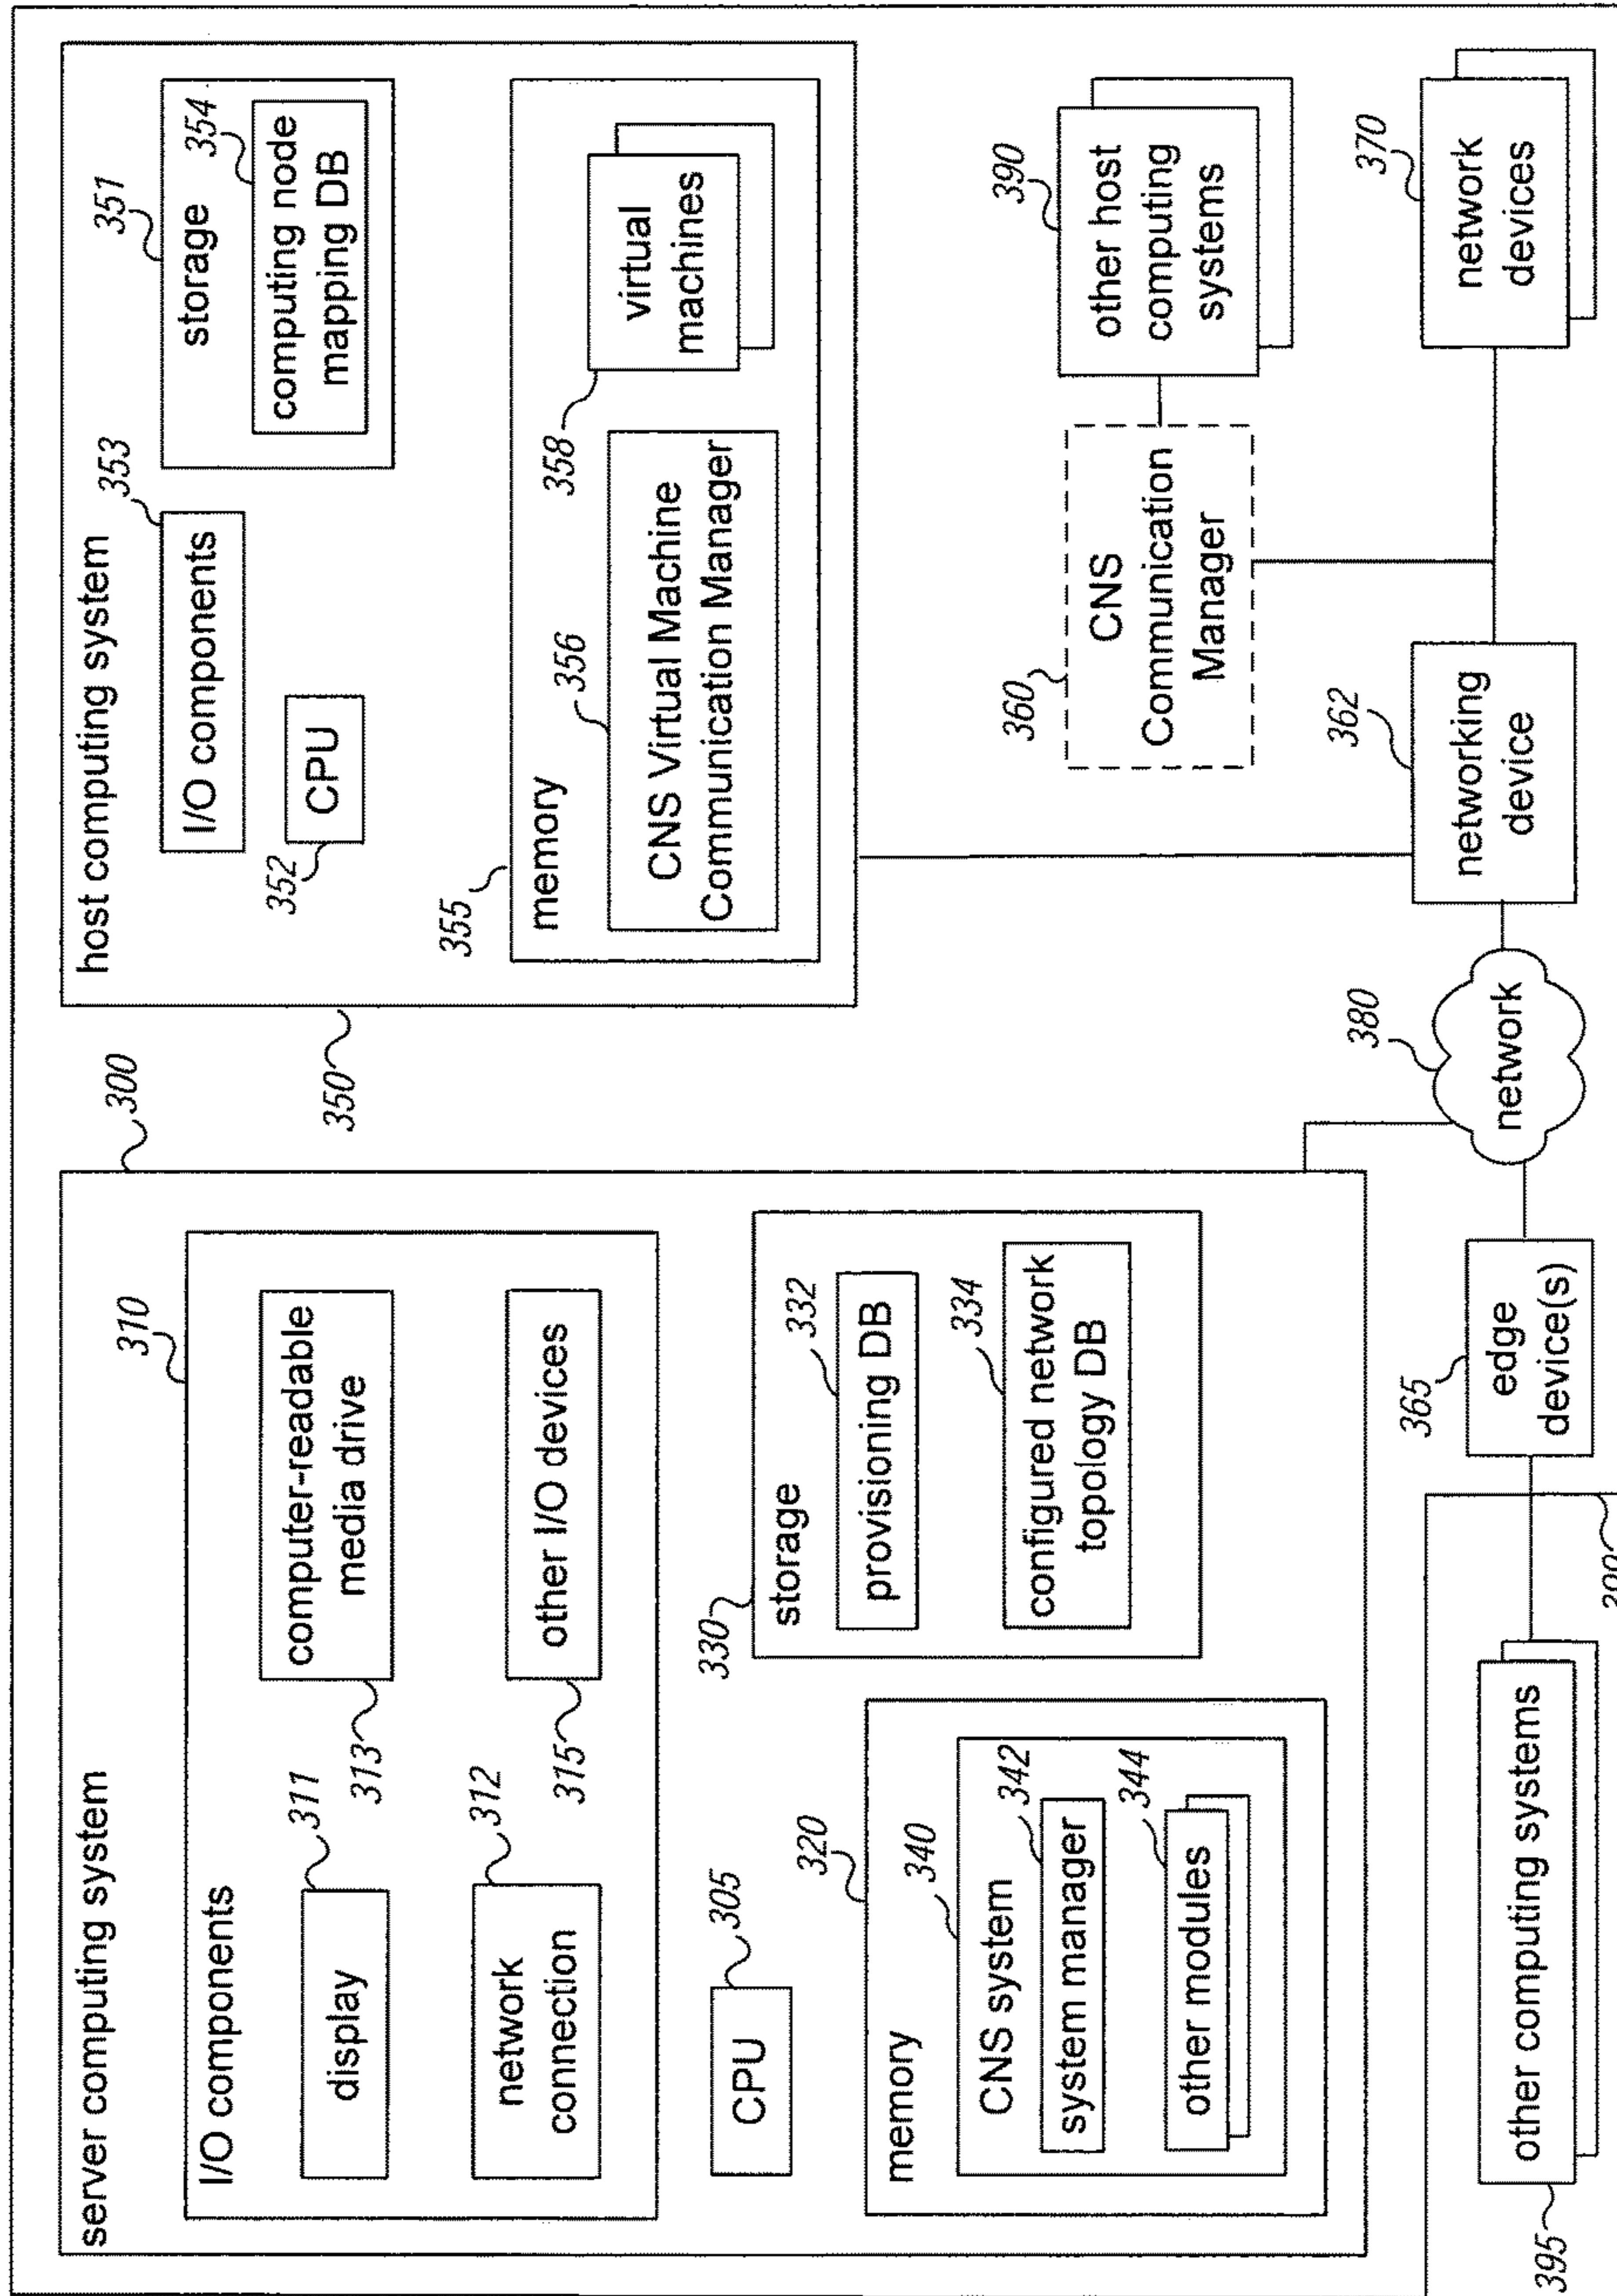 server computing system
300
I/O components
310
display
311
computer-readable
media drive
313
network
connection
312
other I/O devices
315
CPU
305
memory
320
CNS system
340
system manager
342
other modules
344
storage
330
provisioning DB
332
configured network
topology DB
334
host computing system
350
I/O components
353
CPU
352
storage
351
computing node
mapping DB
354
memory
355
CNS Virtual Machine
Communication Manager
356
virtual
machines
358
CNS
Communication
Manager
360
other host
computing
systems
390
other computing systems
395
edge
device(s)
365
network
380
networking
device
362
network
devices
370